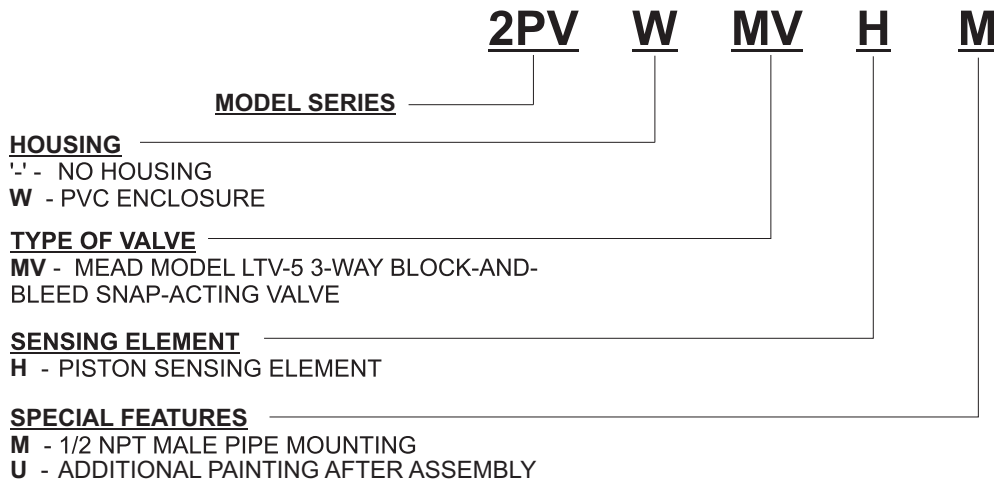 2PV W MV H M
MODEL SERIES
HOUSING
'-' - NO HOUSING
W - PVC ENCLOSURE
TYPE OF VALVE
MV - MEAD MODEL LTV-5 3-WAY BLOCK-AND-
BLEED SNAP-ACTING VALVE
SENSING ELEMENT
H - PISTON SENSING ELEMENT
SPECIAL FEATURES
M - 1/2 NPT MALE PIPE MOUNTING
U - ADDITIONAL PAINTING AFTER ASSEMBLY